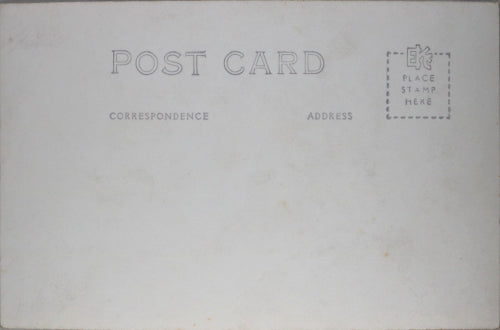 POST CARD
EKC
PLACE
STAMP
HERE
CORRESPONDENCE
ADDRESS